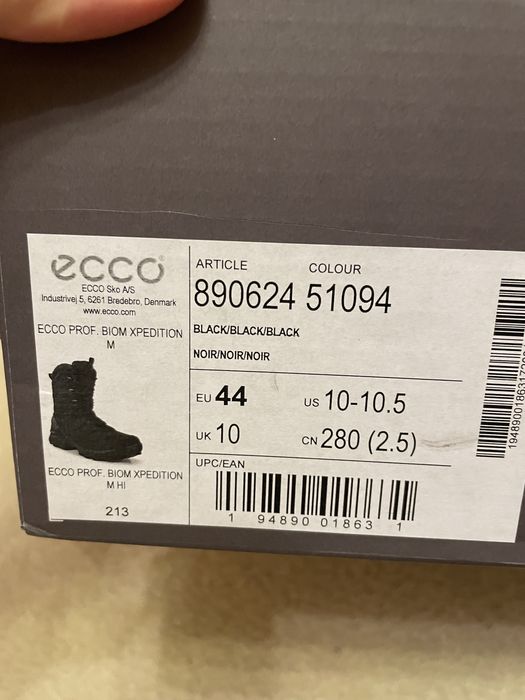 ecco
ECCO Sko A/S
Industrivej 5, 6261 Bredebro, Denmark
www.ecco.com
ECCO PROF. BIOM XPEDITION
M
ECCO PROF. BIOM XPEDITION
M HI
213
ARTICLE COLOUR
890624 51094
BLACK/BLACK/BLACK
NOIR/NOIR/NOIR
EU 44 US 10-10.5
UK 10 CN 280 (2.5)
UPC/EAN
1 94890 01863 1